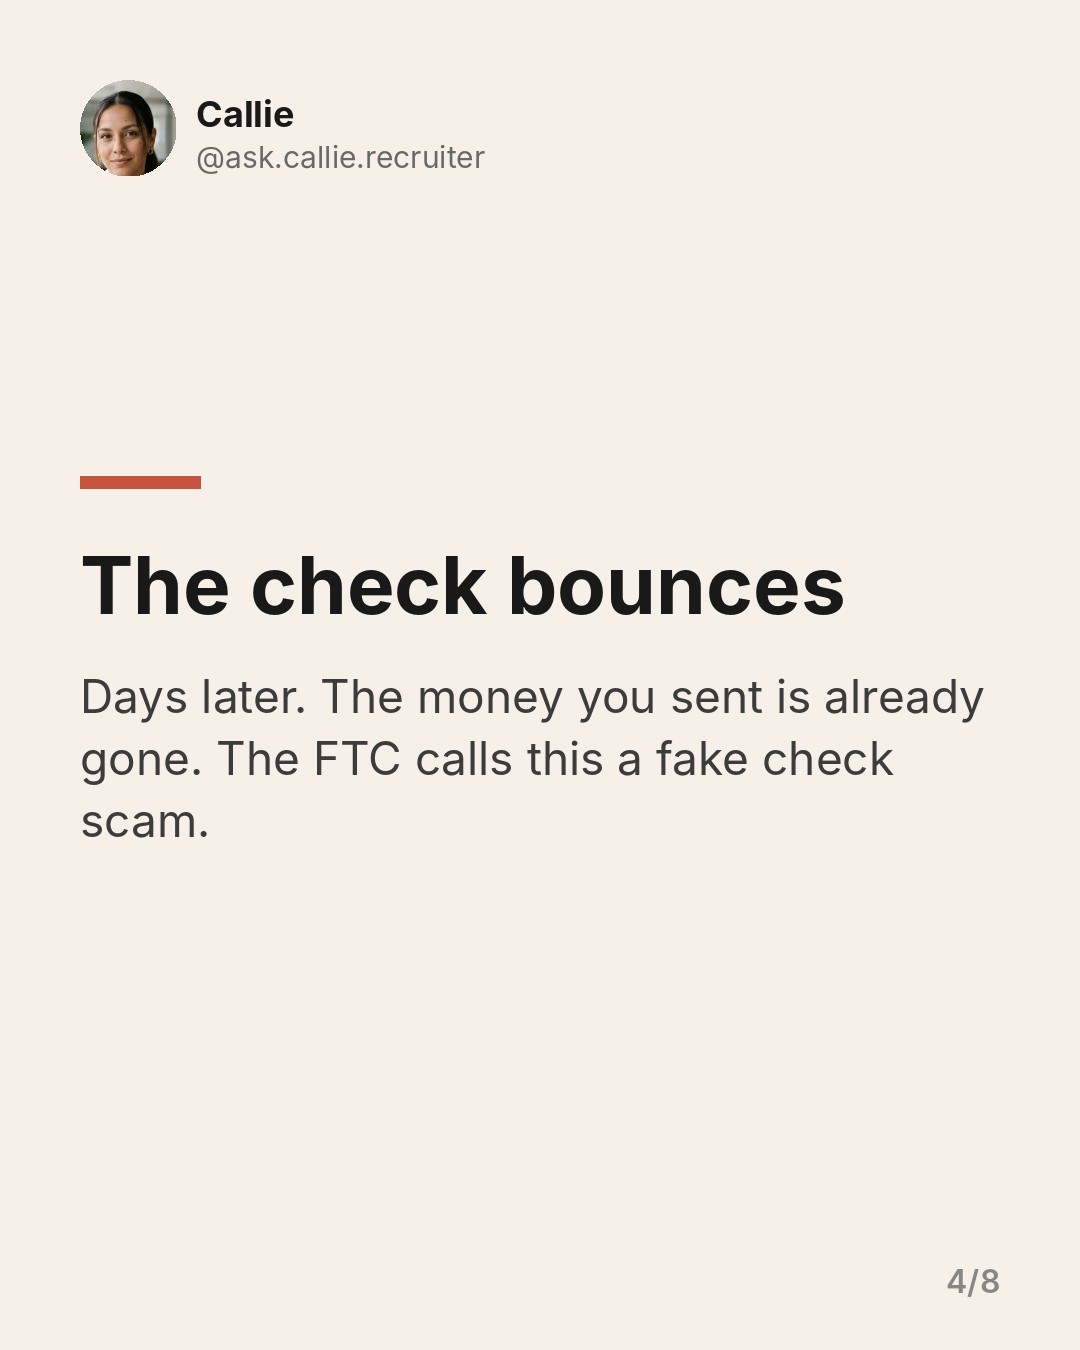 Callie
@ask.callie.recruiter
The check bounces
Days later. The money you sent is already
gone. The FTC calls this a fake check
scam.
4/8